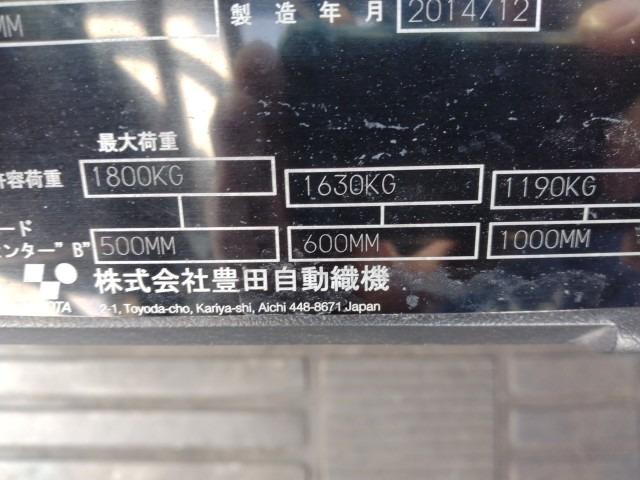 MM 製造年月 2014/12
最大荷重
許容荷重 1800KG 1630KG 1190KG
ード
ンター"B" 500MM 600MM 1000MM
株式会社豊田自動織機
2-1, Toyoda-cho, Kariya-shi, Aichi 448-8671 Japan